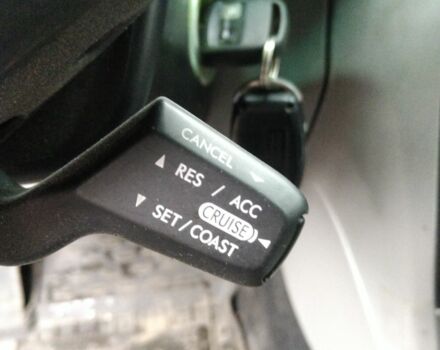 CANCEL
RES / ACC
CRUISE
SET/COAST